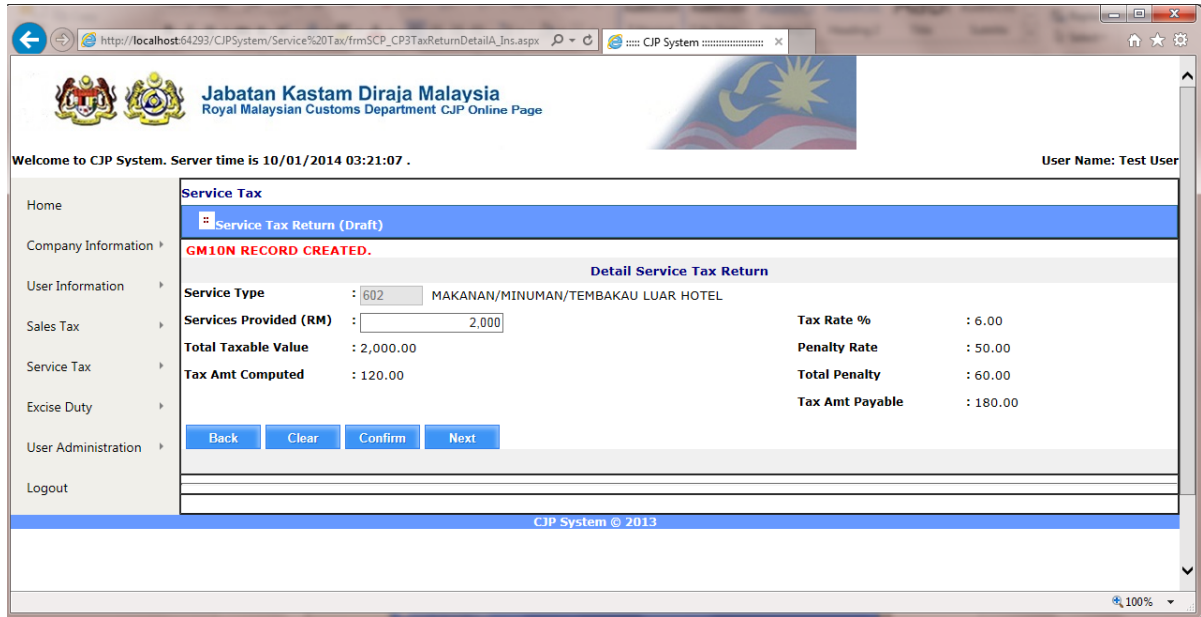 http://localhost:64293/CJPSystem/Service%20Tax/frmSCP_CP3TaxReturnDetailA_Ins.aspx
::::: CJP System ::::::::::::::::::::::
Jabatan Kastam Diraja Malaysia
Royal Malaysian Customs Department CJP Online Page
Welcome to CJP System. Server time is 10/01/2014 03:21:07 . User Name: Test User
Home
Company Information
User Information
Sales Tax
Service Tax
Excise Duty
User Administration
Logout
Service Tax
:: Service Tax Return (Draft)
GM10N RECORD CREATED.
Detail Service Tax Return
Service Type : 602 MAKANAN/MINUMAN/TEMBAKAU LUAR HOTEL
Services Provided (RM) : 2,000 Tax Rate % : 6.00
Total Taxable Value : 2,000.00 Penalty Rate : 50.00
Tax Amt Computed : 120.00 Total Penalty : 60.00
Tax Amt Payable : 180.00
Back Clear Confirm Next
CJP System © 2013
100%